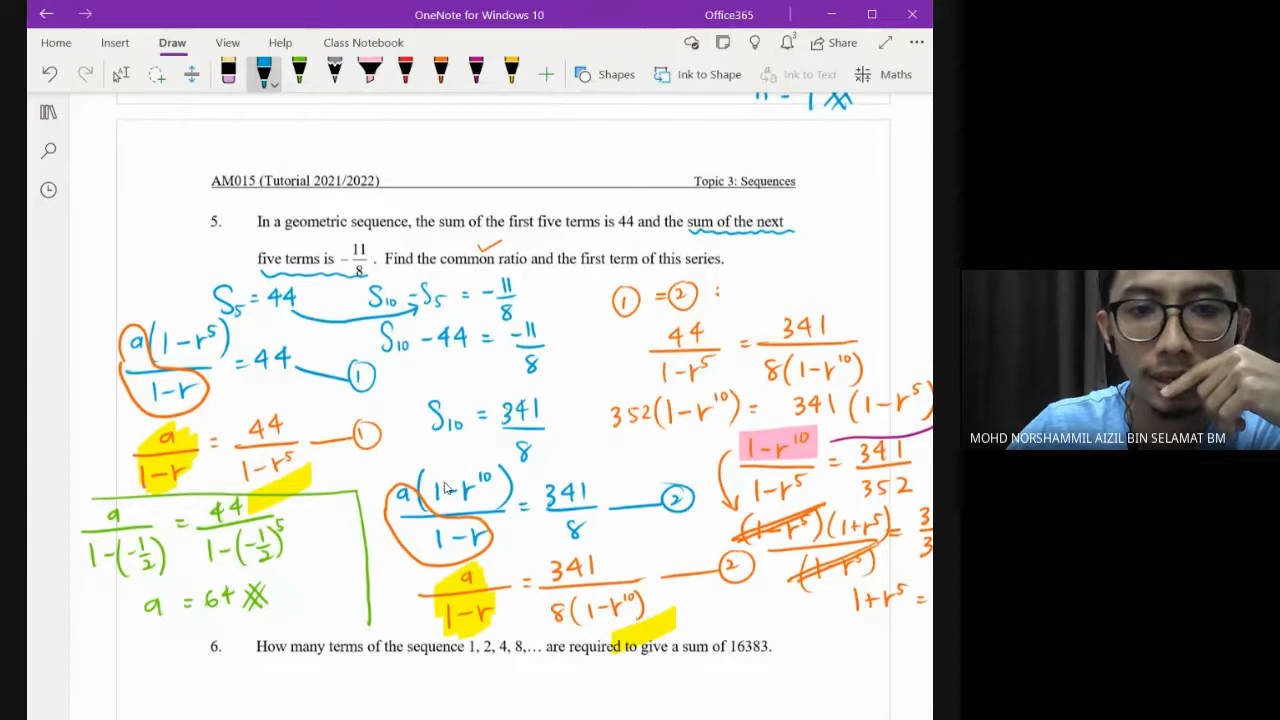 OneNote for Windows 10
Office365
Home Insert Draw View Help Class Notebook
3
Share
Shapes
Ink to Shape
Ink to Text
Maths
AM015 (Tutorial 2021/2022)
Topic 3: Sequences
5. In a geometric sequence, the sum of the first five terms is 44 and the sum of the next
five terms is -11/8. Find the common ratio and the first term of this series.
S5 = 44
a(1-r^5)/(1-r) = 44 — ①
a/(1-r) = 44/(1-r^5) — ①
a/(1-(-1/2)) = 44/(1-(-1/2)^5)
a = 64
S10 - S5 = -11/8
S10 - 44 = -11/8
S10 = 341/8
a(1-r^10)/(1-r) = 341/8 — ②
a/(1-r) = 341/(8(1-r^10)) — ②
① = ② :
44/(1-r^5) = 341/(8(1-r^10))
352(1-r^10) = 341(1-r^5)
(1-r^10)/(1-r^5) = 341/352
(1-r^5)(1+r^5)/(1-r^5) = 3/3
1+r^5 =
6. How many terms of the sequence 1, 2, 4, 8,… are required to give a sum of 16383.
MOHD NORSHAMMIL AIZIL BIN SELAMAT BM